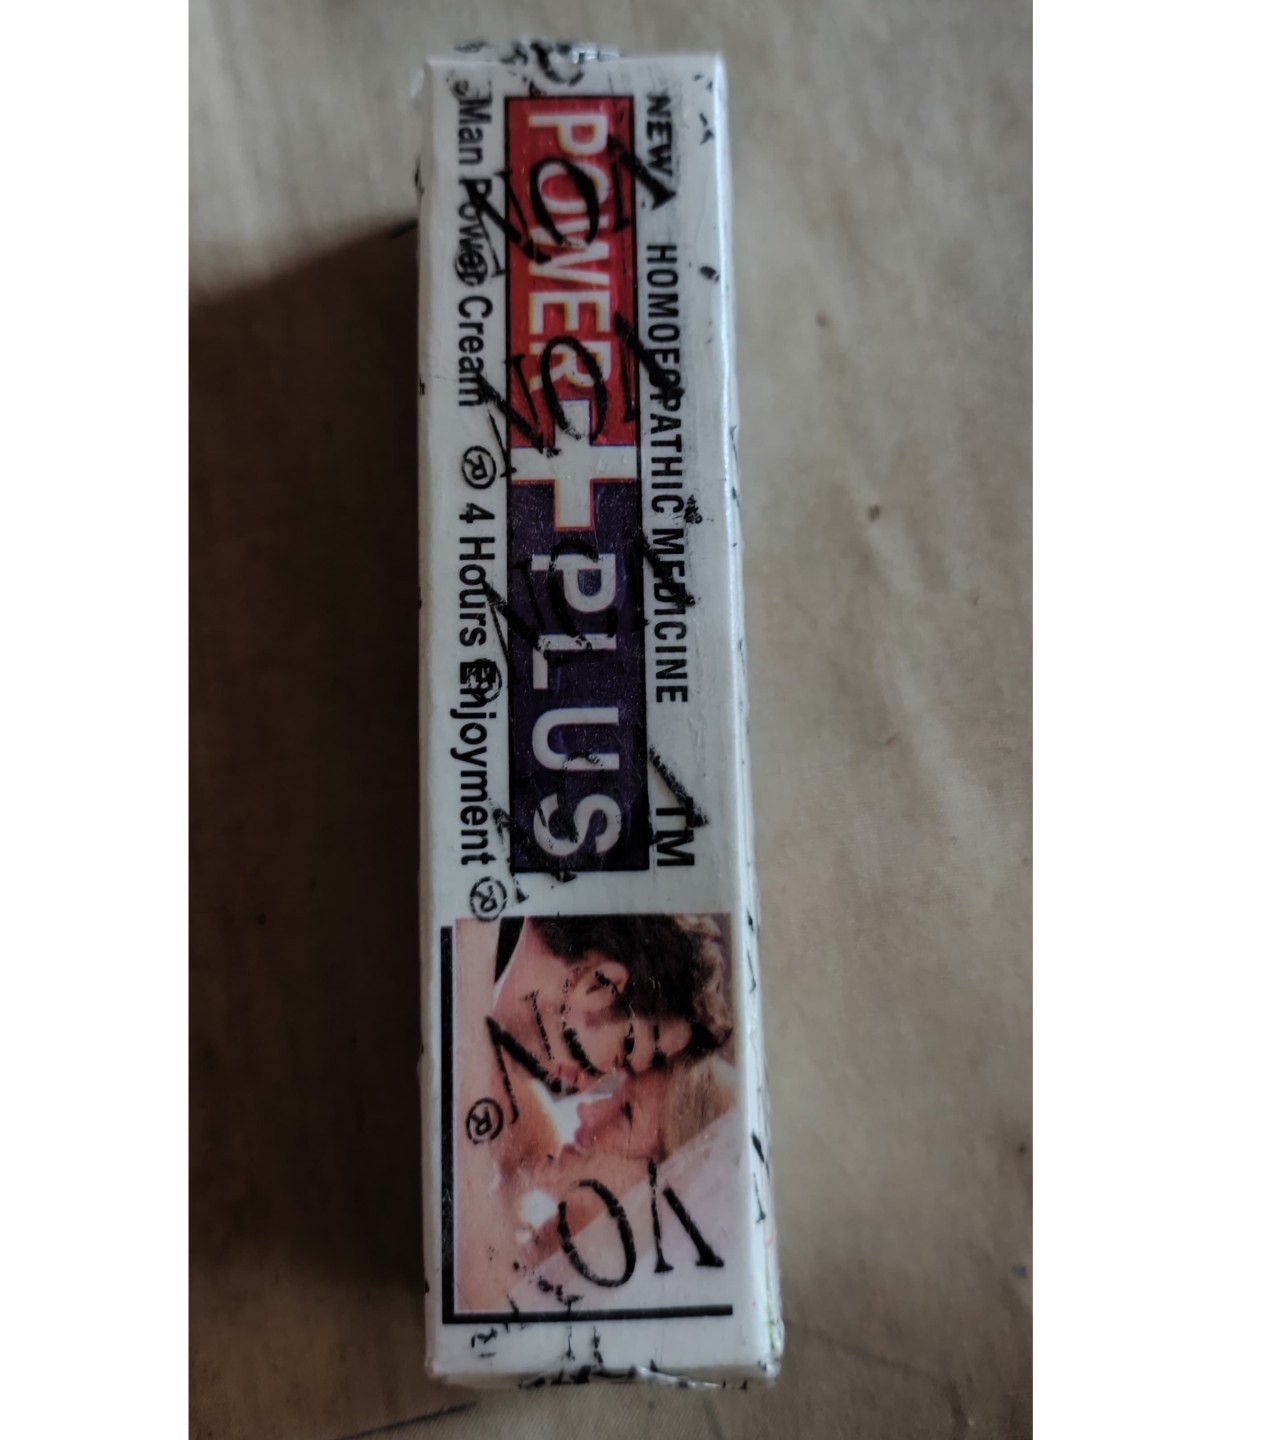 NEW HOMOEOPATHIC MEDICINE TM
POWER+PLUS
Man Power Cream ® 4 Hours Enjoyment ®